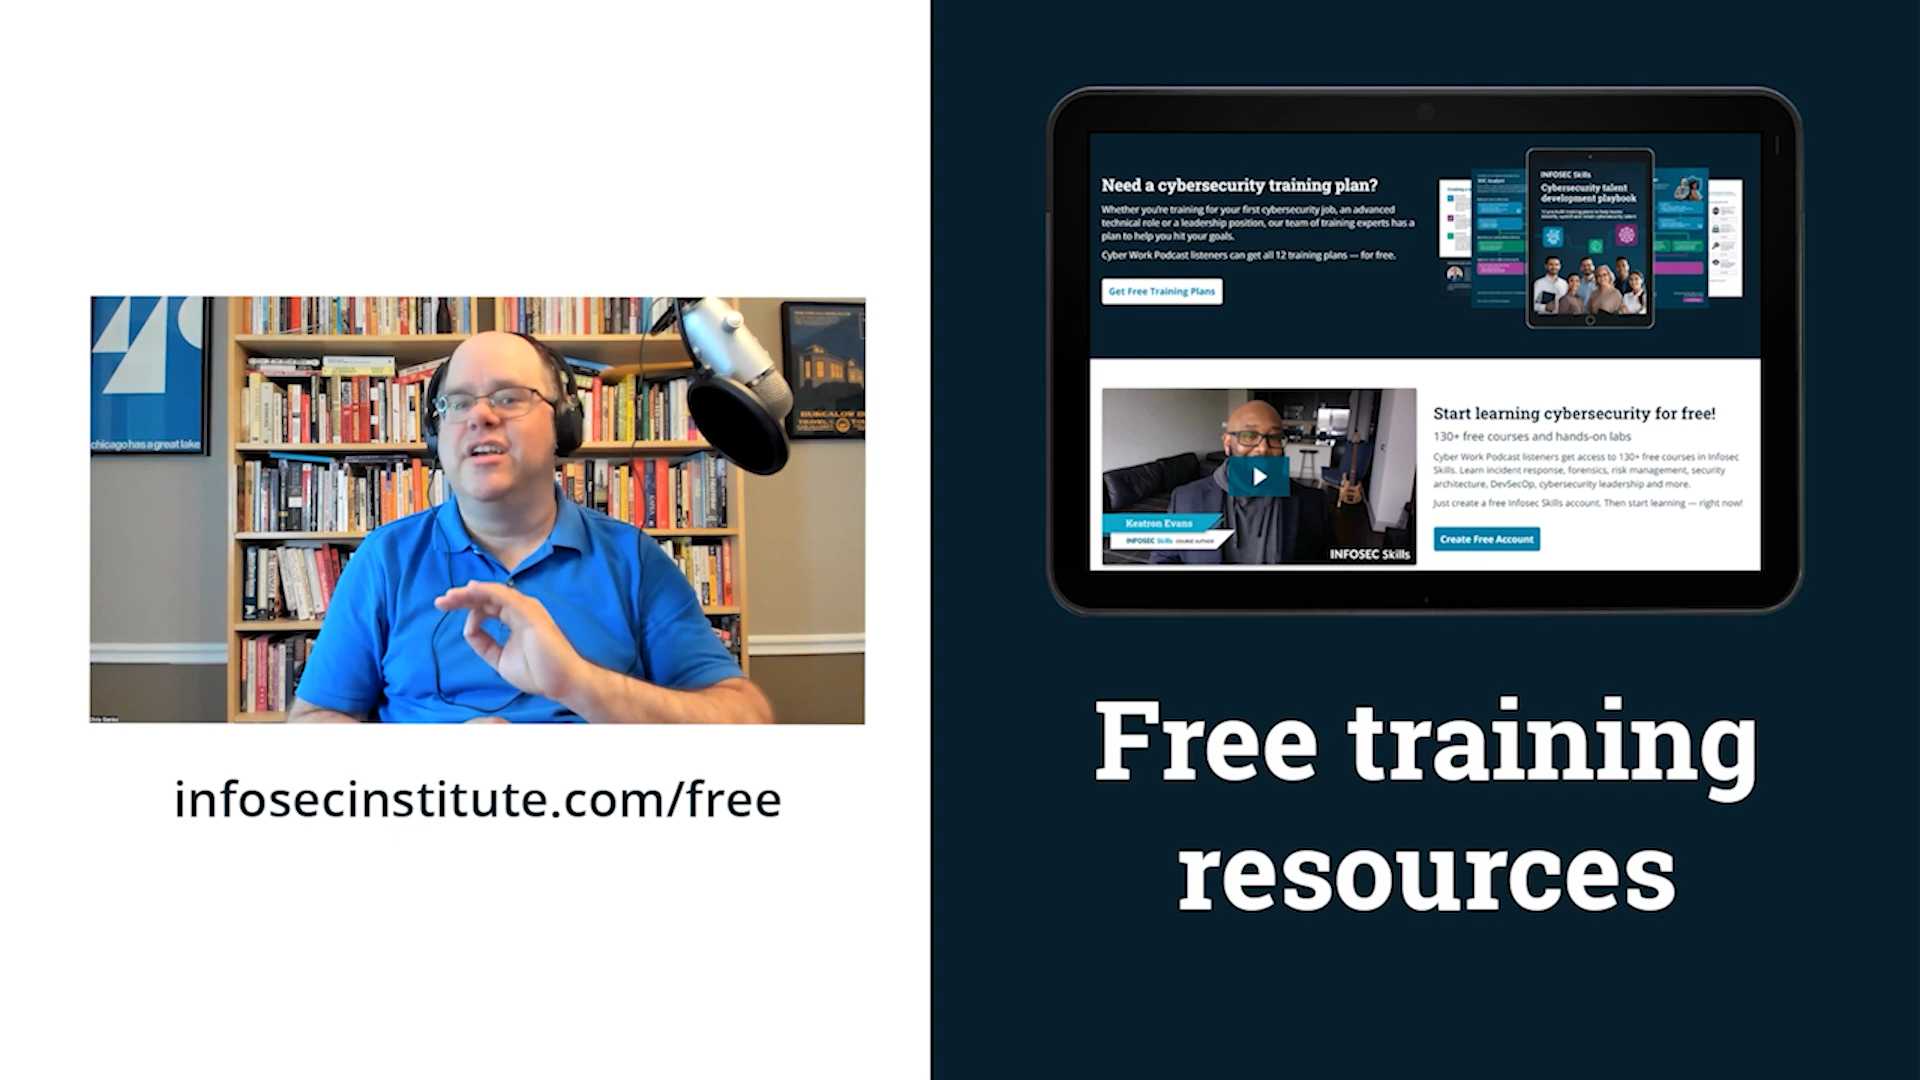 chicago has a great lake
BUNGALOW
infosecinstitute.com/free
Need a cybersecurity training plan?
Whether you're training for your first cybersecurity job, an advanced
technical role or a leadership position, our team of training experts has a
plan to help you hit your goals.
Cyber Work Podcast listeners can get all 12 training plans — for free.
Get Free Training Plans
INFOSEC Skills
Cybersecurity talent
development playbook
Keatron Evans
INFOSEC Skills COURSE AUTHOR
INFOSEC Skills
Start learning cybersecurity for free!
130+ free courses and hands-on labs
Cyber Work Podcast listeners get access to 130+ free courses in Infosec
Skills. Learn incident response, forensics, risk management, security
architecture, DevSecOp, cybersecurity leadership and more.
Just create a free Infosec Skills account. Then start learning — right now!
Create Free Account
Free training
resources